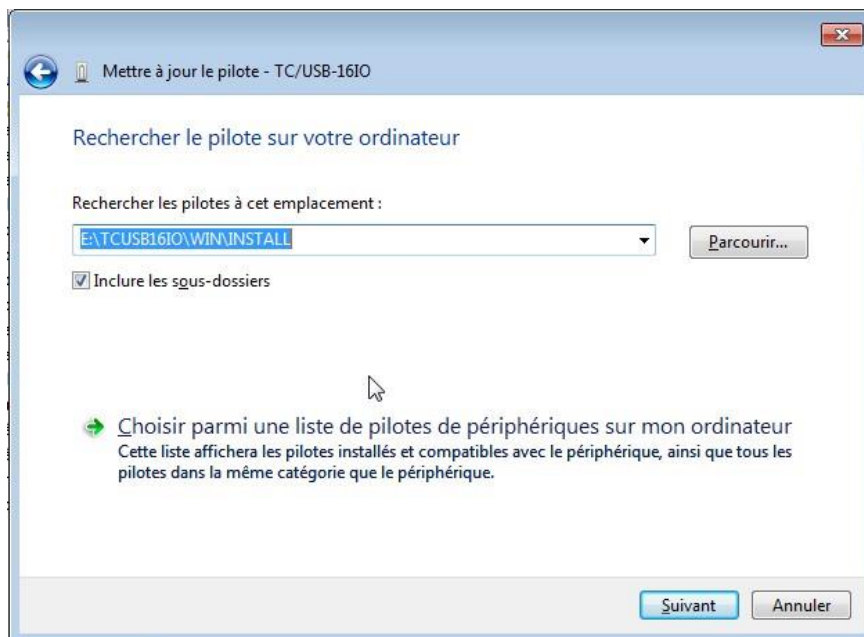 Mettre à jour le pilote - TC/USB-16IO
Rechercher le pilote sur votre ordinateur
Rechercher les pilotes à cet emplacement :
E:\TCUSB16IO\WIN\INSTALL
Parcourir...
Inclure les sous-dossiers
Choisir parmi une liste de pilotes de périphériques sur mon ordinateur
Cette liste affichera les pilotes installés et compatibles avec le périphérique, ainsi que tous les
pilotes dans la même catégorie que le périphérique.
Suivant
Annuler